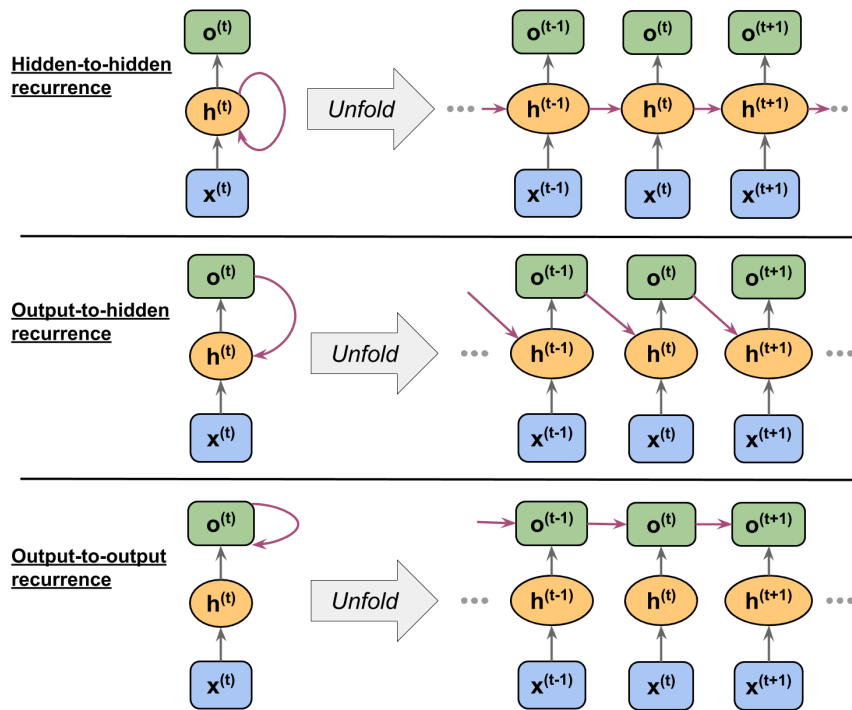 o(t)
o(t-1) o(t) o(t+1)
Hidden-to-hidden
recurrence
h(t)
Unfold
h(t-1) h(t) h(t+1)
x(t)
x(t-1) x(t) x(t+1)
o(t)
o(t-1) o(t) o(t+1)
Output-to-hidden
recurrence
h(t)
Unfold
h(t-1) h(t) h(t+1)
x(t)
x(t-1) x(t) x(t+1)
o(t)
o(t-1) o(t) o(t+1)
Output-to-output
recurrence
h(t)
Unfold
h(t-1) h(t) h(t+1)
x(t)
x(t-1) x(t) x(t+1)